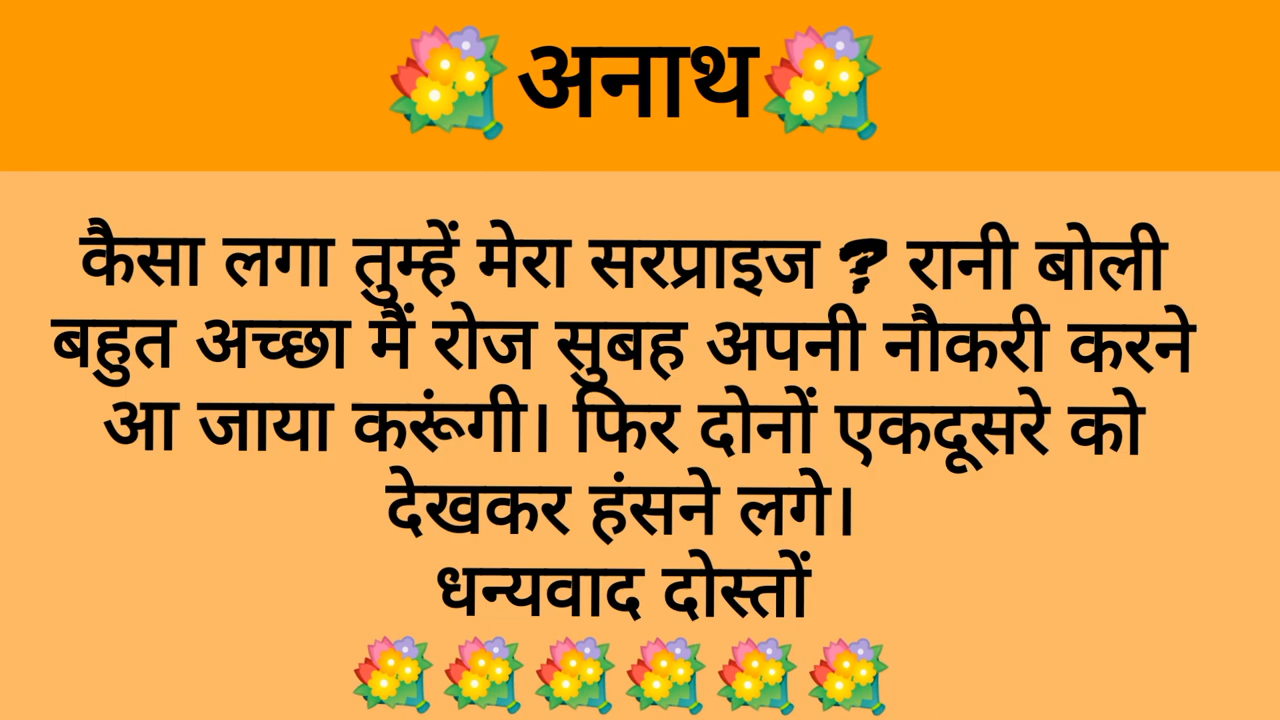 💐अनाथ💐
कैसा लगा तुम्हें मेरा सरप्राइज ? रानी बोली
बहुत अच्छा मैं रोज सुबह अपनी नौकरी करने
आ जाया करूंगी। फिर दोनों एकदूसरे को
देखकर हंसने लगे।
धन्यवाद दोस्तों
💐💐💐💐💐💐